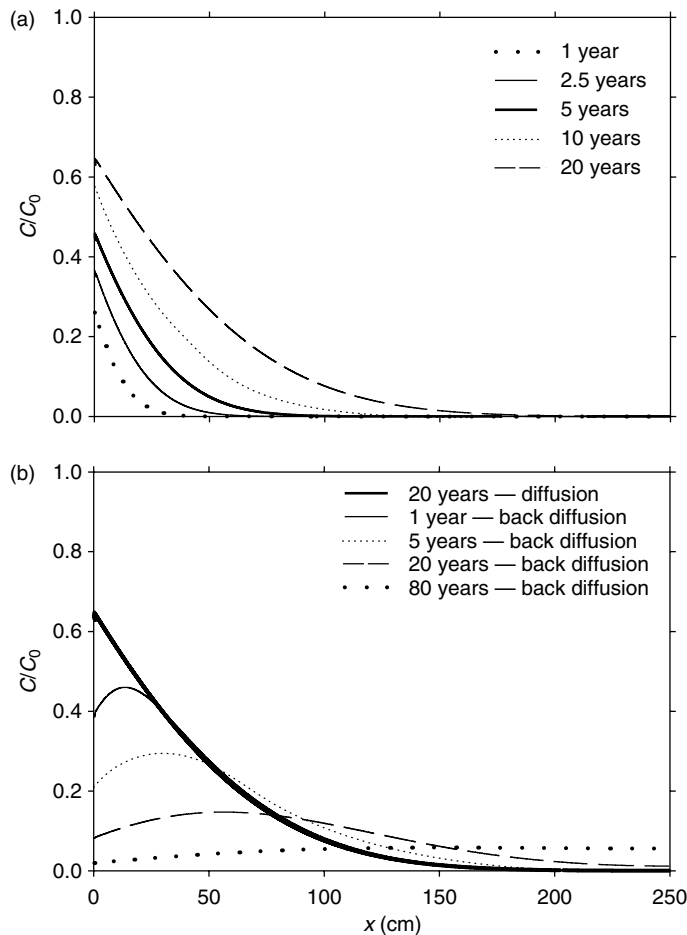 (a)
1.0
0.8
0.6
0.4
0.2
0.0
C/C0
1 year
2.5 years
5 years
10 years
20 years
(b)
1.0
0.8
0.6
0.4
0.2
0.0
C/C0
20 years — diffusion
1 year — back diffusion
5 years — back diffusion
20 years — back diffusion
80 years — back diffusion
0 50 100 150 200 250
x (cm)